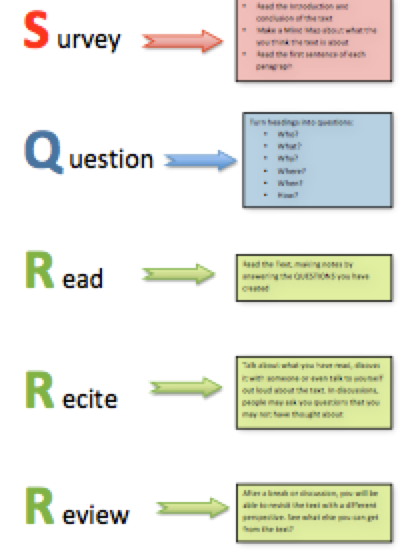 Survey
• Read the Introduction and
conclusion of the text
• Make a Mind Map about what the
you think the text is about
• Read the first sentence of each
paragraph
Question
Turn headings into questions:
• Who?
• What?
• Why?
• Where?
• When?
• How?
Read
Read the Text, making notes by
answering the QUESTIONS you have
created
Recite
Talk about what you have read, discuss
it with someone or even talk to yourself
out loud about the text. In discussions,
people may ask you questions that you
may not have thought about
Review
After a break or discussion, you will be
able to revisit the text with a different
perspective. See what else you can get
from the text?